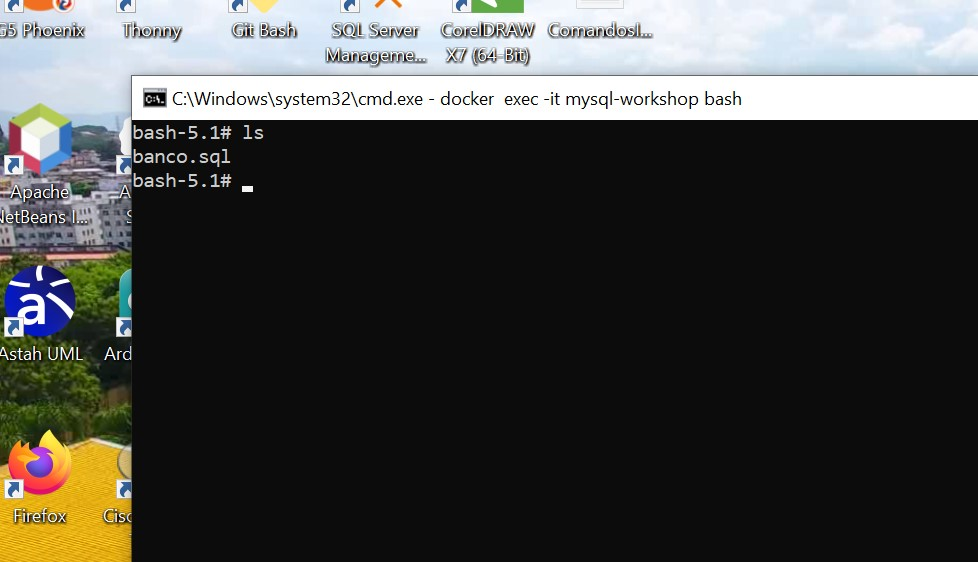 G5 Phoenix
Thonny
Git Bash
SQL Server
Manageme...
CorelDRAW
X7 (64-Bit)
ComandosI...
C:\Windows\system32\cmd.exe - docker  exec -it mysql-workshop bash
bash-5.1# ls
banco.sql
bash-5.1#
Apache
NetBeans I...
Astah UML
Ard
Firefox
Cisc